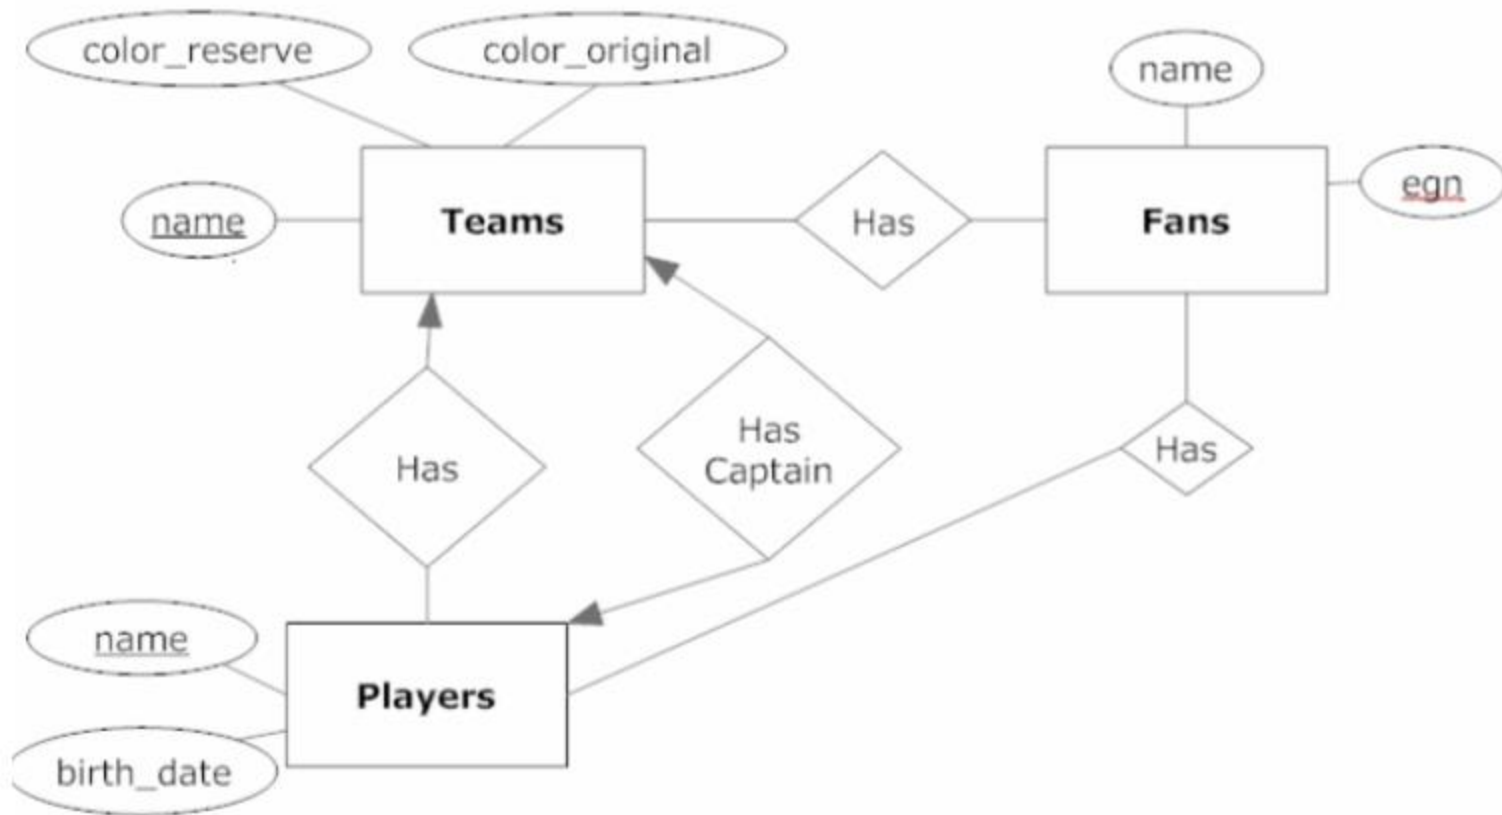 color_reserve
color_original
name
name
Teams
Has
Fans
egn
Has
Has
Captain
Has
name
Players
birth_date